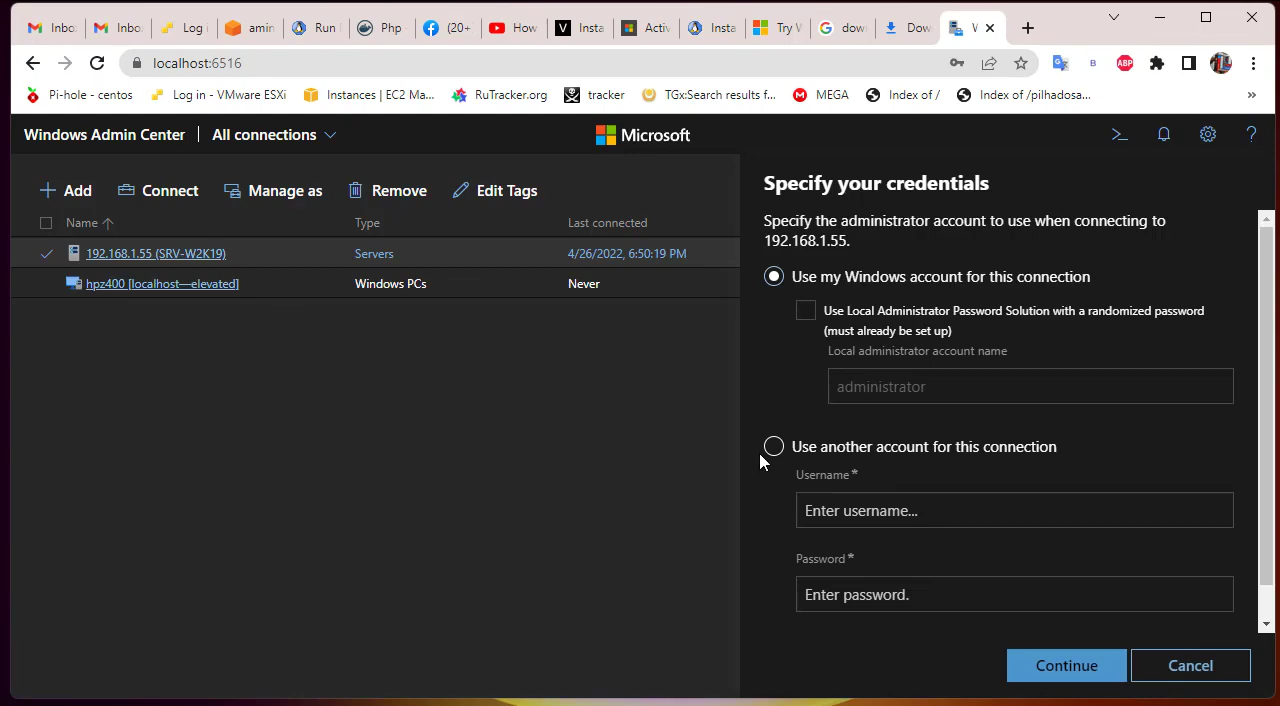 Inbo
Inbo
Log i
amin
Run
Php
(20+
How
Insta
Activ
Insta
Try V
dow
Dow
V
localhost:6516
ABP
Pi-hole - centos
Log in - VMware ESXi
Instances | EC2 Ma...
RuTracker.org
tracker
TGx:Search results f...
MEGA
Index of /
Index of /pilhadosa...
»
Windows Admin Center
All connections
Microsoft
Add
Connect
Manage as
Remove
Edit Tags
Name
Type
Last connected
192.168.1.55 (SRV-W2K19)
Servers
4/26/2022, 6:50:19 PM
hpz400 [localhost—elevated]
Windows PCs
Never
Specify your credentials
Specify the administrator account to use when connecting to
192.168.1.55.
Use my Windows account for this connection
Use Local Administrator Password Solution with a randomized password
(must already be set up)
Local administrator account name
administrator
Use another account for this connection
Username*
Enter username...
Password*
Enter password.
Continue
Cancel